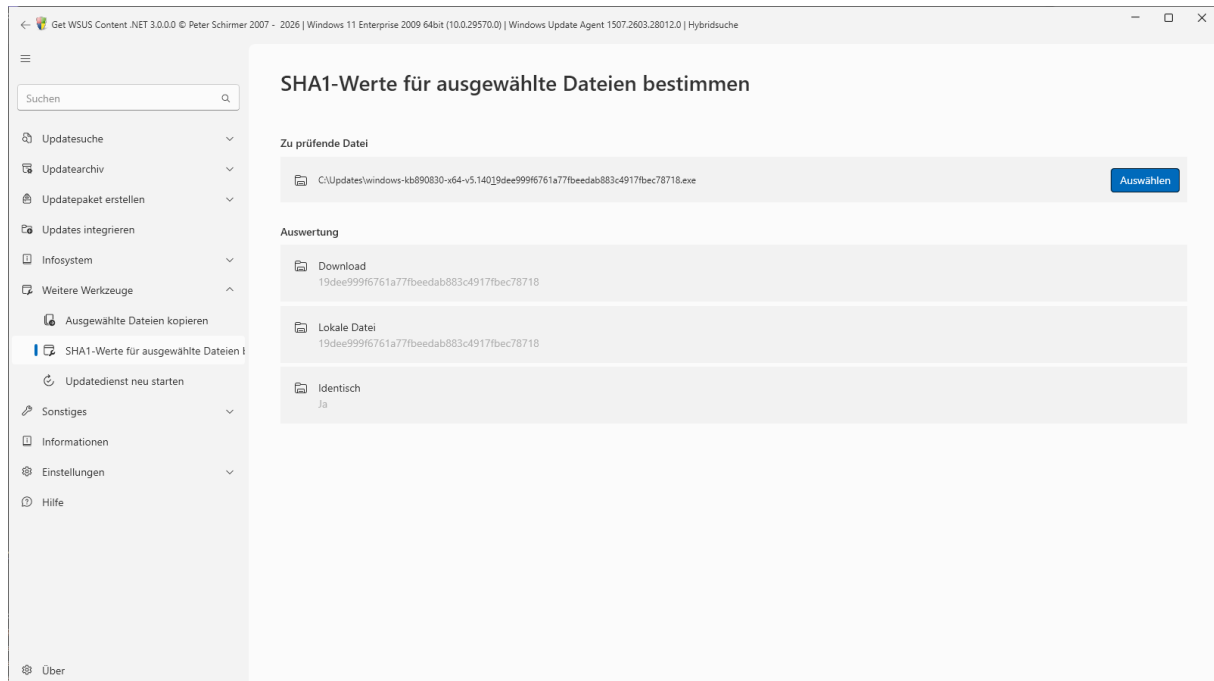 Get WSUS Content .NET 3.0.0.0 © Peter Schirmer 2007 - 2026 | Windows 11 Enterprise 2009 64bit (10.0.29570.0) | Windows Update Agent 1507.2603.28012.0 | Hybridsuche
Suchen
Updatesuche
Updatearchiv
Updatepaket erstellen
Updates integrieren
Infosystem
Weitere Werkzeuge
Ausgewählte Dateien kopieren
SHA1-Werte für ausgewählte Dateien b
Updatedienst neu starten
Sonstiges
Informationen
Einstellungen
Hilfe
Über
SHA1-Werte für ausgewählte Dateien bestimmen
Zu prüfende Datei
C:\Updates\windows-kb890830-x64-v5.14019dee999f6761a77fbeedab883c4917fbec78718.exe
Auswählen
Auswertung
Download
19dee999f6761a77fbeedab883c4917fbec78718
Lokale Datei
19dee999f6761a77fbeedab883c4917fbec78718
Identisch
Ja